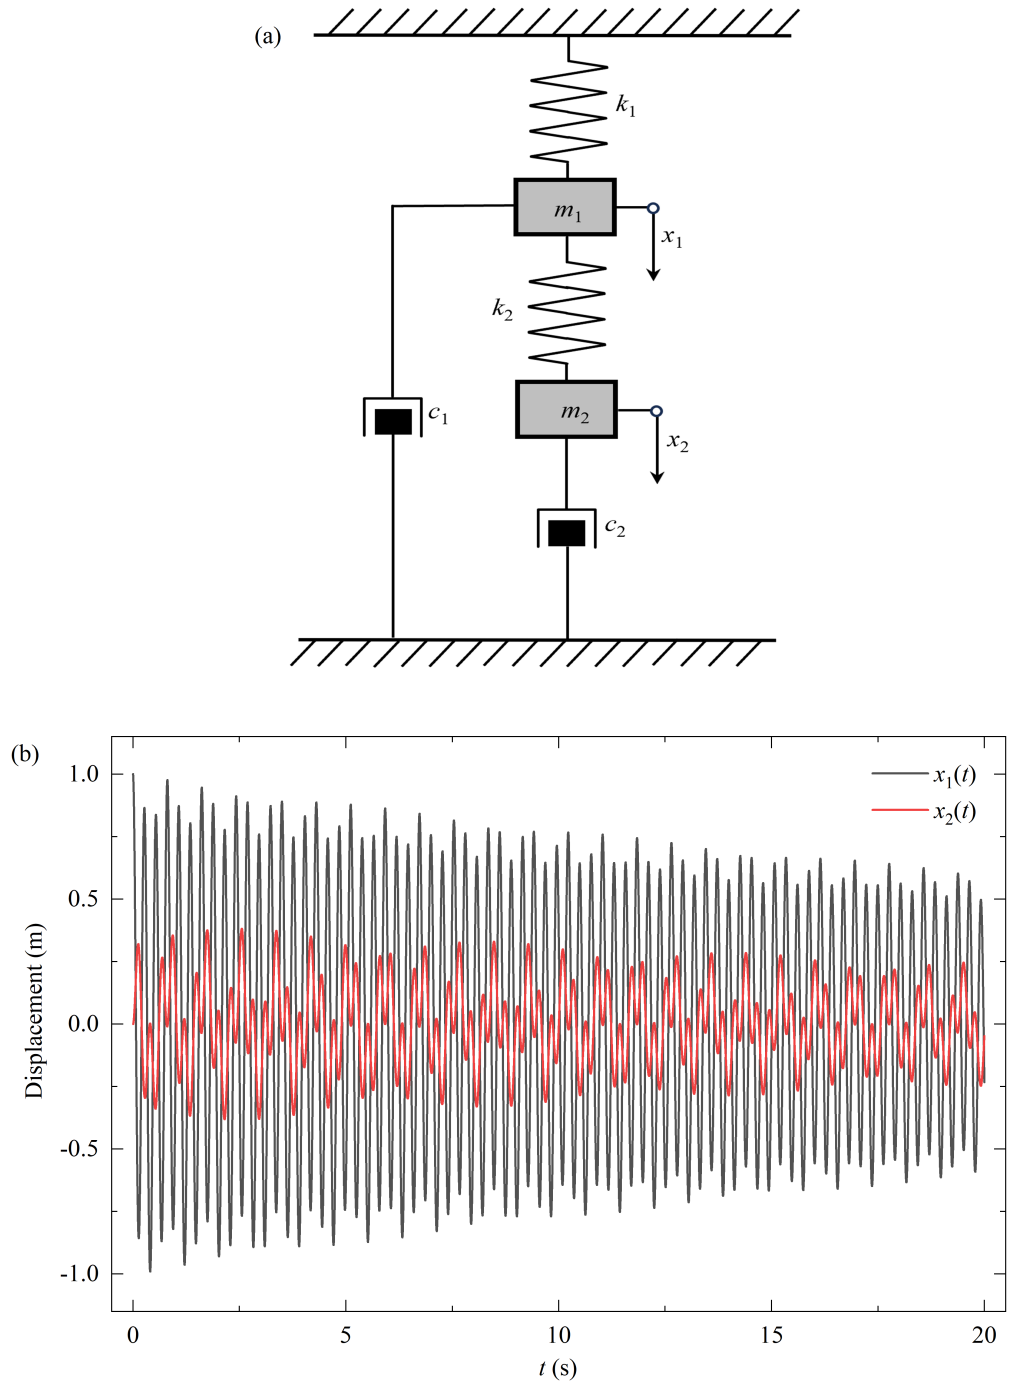 (a)
k₁
m₁
x₁
k₂
m₂
x₂
c₁
c₂
(b)
1.0
0.5
0.0
-0.5
-1.0
Displacement (m)
x₁(t)
x₂(t)
0 5 10 15 20
t (s)